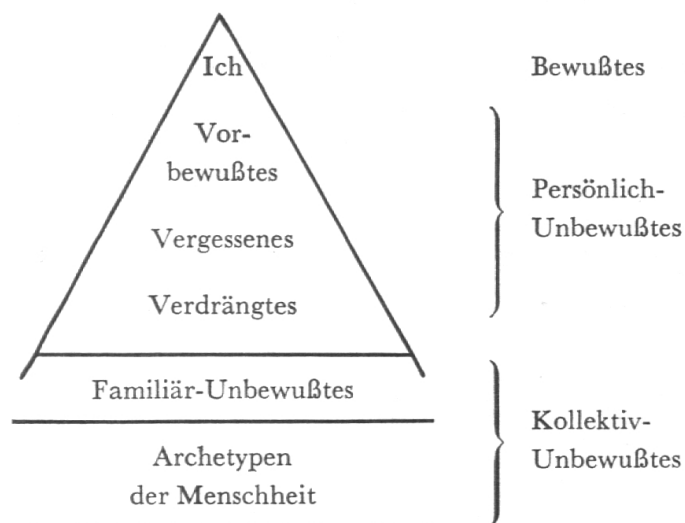 Ich
Bewußtes
Vor-
bewußtes
Vergessenes
Verdrängtes
Persönlich-
Unbewußtes
Familiär-Unbewußtes
Archetypen
der Menschheit
Kollektiv-
Unbewußtes